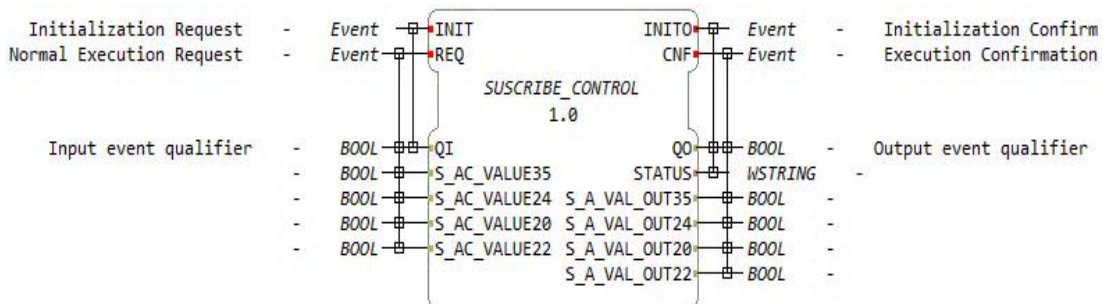 Initialization Request - Event INIT INITO Event - Initialization Confirm
Normal Execution Request - Event REQ CNF Event - Execution Confirmation
SUSCRIBE_CONTROL
1.0
Input event qualifier - BOOL QI QO BOOL - Output event qualifier
- BOOL S_AC_VALUE35 STATUS WSTRING -
- BOOL S_AC_VALUE24 S_A_VAL_OUT35 BOOL -
- BOOL S_AC_VALUE20 S_A_VAL_OUT24 BOOL -
- BOOL S_AC_VALUE22 S_A_VAL_OUT20 BOOL -
S_A_VAL_OUT22 BOOL -